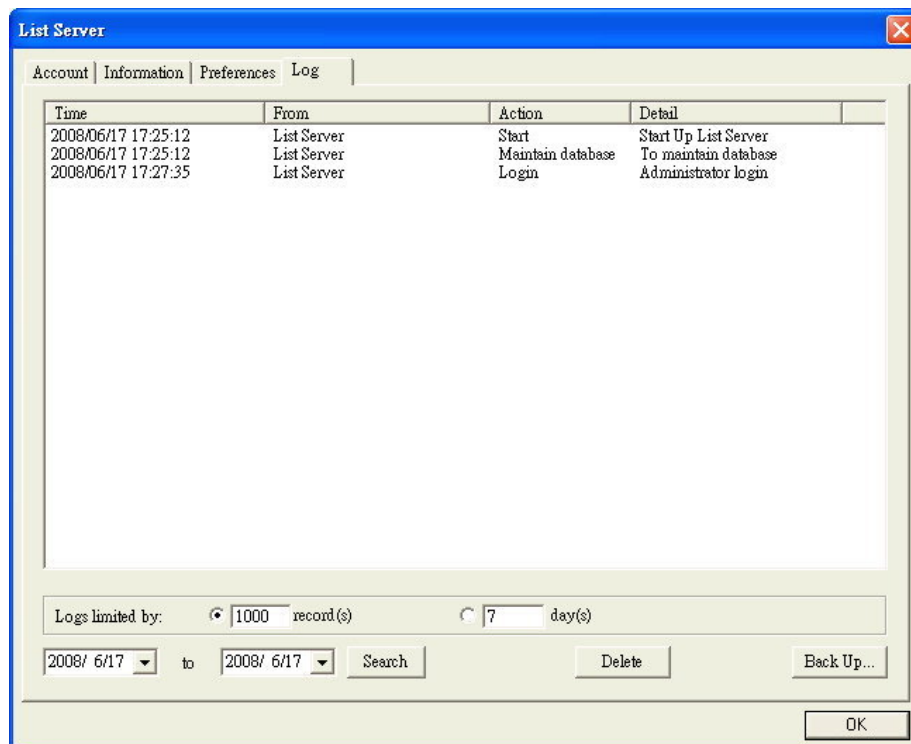 List Server
Account Information Preferences Log
Time From Action Detail
2008/06/17 17:25:12 List Server Start Start Up List Server
2008/06/17 17:25:12 List Server Maintain database To maintain database
2008/06/17 17:27:35 List Server Login Administrator login
Logs limited by: 1000 record(s) 7 day(s)
2008/ 6/17 to 2008/ 6/17 Search Delete Back Up...
OK